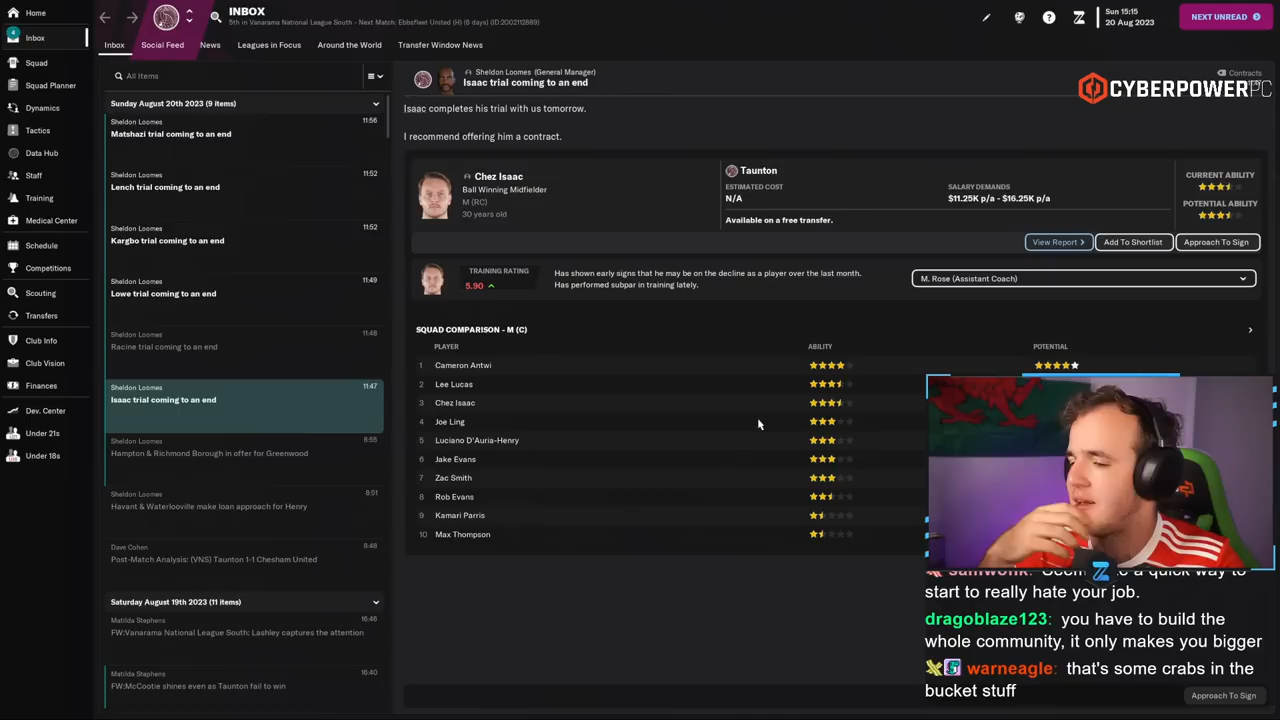 Home
4
Inbox
Squad
Squad Planner
Dynamics
Tactics
Data Hub
Staff
Training
Medical Center
Schedule
Competitions
Scouting
Transfers
Club Info
Club Vision
Finances
Dev. Center
Under 21s
Under 18s
INBOX
5th in Vanarama National League South - Next Match: Ebbsfleet United (H) (6 days) (ID:2002112889)
Sun 15:15
20 Aug 2023
NEXT UNREAD
Inbox
Social Feed
News
Leagues in Focus
Around the World
Transfer Window News
All Items
Sunday August 20th 2023 (9 items)
Sheldon Loomes 11:56
Matshazi trial coming to an end
Sheldon Loomes 11:52
Lench trial coming to an end
Sheldon Loomes 11:52
Kargbo trial coming to an end
Sheldon Loomes 11:49
Lowe trial coming to an end
Sheldon Loomes 11:48
Racine trial coming to an end
Sheldon Loomes 11:47
Isaac trial coming to an end
Sheldon Loomes 8:55
Hampton & Richmond Borough in offer for Greenwood
Sheldon Loomes 8:51
Havant & Waterlooville make loan approach for Henry
Dave Cohen 8:48
Post-Match Analysis: (VNS) Taunton 1-1 Chesham United
Saturday August 19th 2023 (11 items)
Matilda Stephens 16:46
FW:Vanarama National League South: Lashley captures the attention
Matilda Stephens 16:40
FW:McCootie shines even as Taunton fail to win
Sheldon Loomes (General Manager)
Isaac trial coming to an end
Contracts
CYBERPOWERPC
Isaac completes his trial with us tomorrow.
I recommend offering him a contract.
Chez Isaac
Ball Winning Midfielder
M (RC)
30 years old
Taunton
ESTIMATED COST
N/A
SALARY DEMANDS
$11.25K p/a - $16.25K p/a
Available on a free transfer.
CURRENT ABILITY
POTENTIAL ABILITY
View Report
Add To Shortlist
Approach To Sign
TRAINING RATING
5.90
Has shown early signs that he may be on the decline as a player over the last month.
Has performed subpar in training lately.
M. Rose (Assistant Coach)
SQUAD COMPARISON - M (C)
PLAYER ABILITY POTENTIAL
1 Cameron Antwi
2 Lee Lucas
3 Chez Isaac
4 Joe Ling
5 Luciano D'Auria-Henry
6 Jake Evans
7 Zac Smith
8 Rob Evans
9 Kamari Parris
10 Max Thompson
a quick way to
start to really hate your job.
dragoblaze123: you have to build the
whole community, it only makes you bigger
warneagle: that's some crabs in the
bucket stuff
Approach To Sign